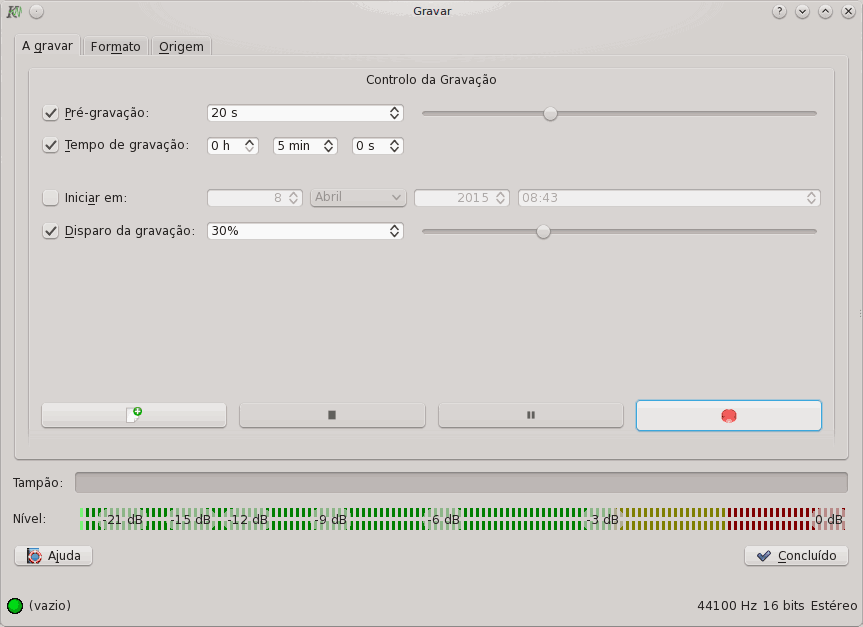 Gravar
A gravar Formato Origem
Controlo da Gravação
Pré-gravação: 20 s
Tempo de gravação: 0 h 5 min 0 s
Iniciar em: 8 Abril 2015 08:43
Disparo da gravação: 30%
Tampão:
Nível: -21 dB -15 dB -12 dB -9 dB -6 dB -3 dB 0 dB
Ajuda Concluído
(vazio) 44100 Hz 16 bits Estéreo